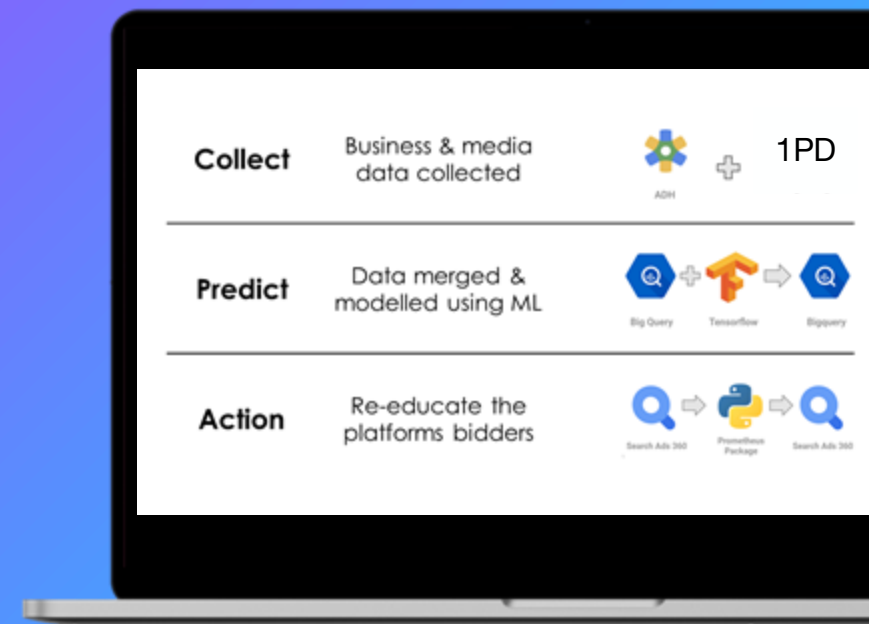 Collect
Business & media
data collected
ADH
1PD
Predict
Data merged &
modelled using ML
Big Query
Tensorflow
Bigquery
Action
Re-educate the
platforms bidders
Search Ads 360
Prometheus
Package
Search Ads 360